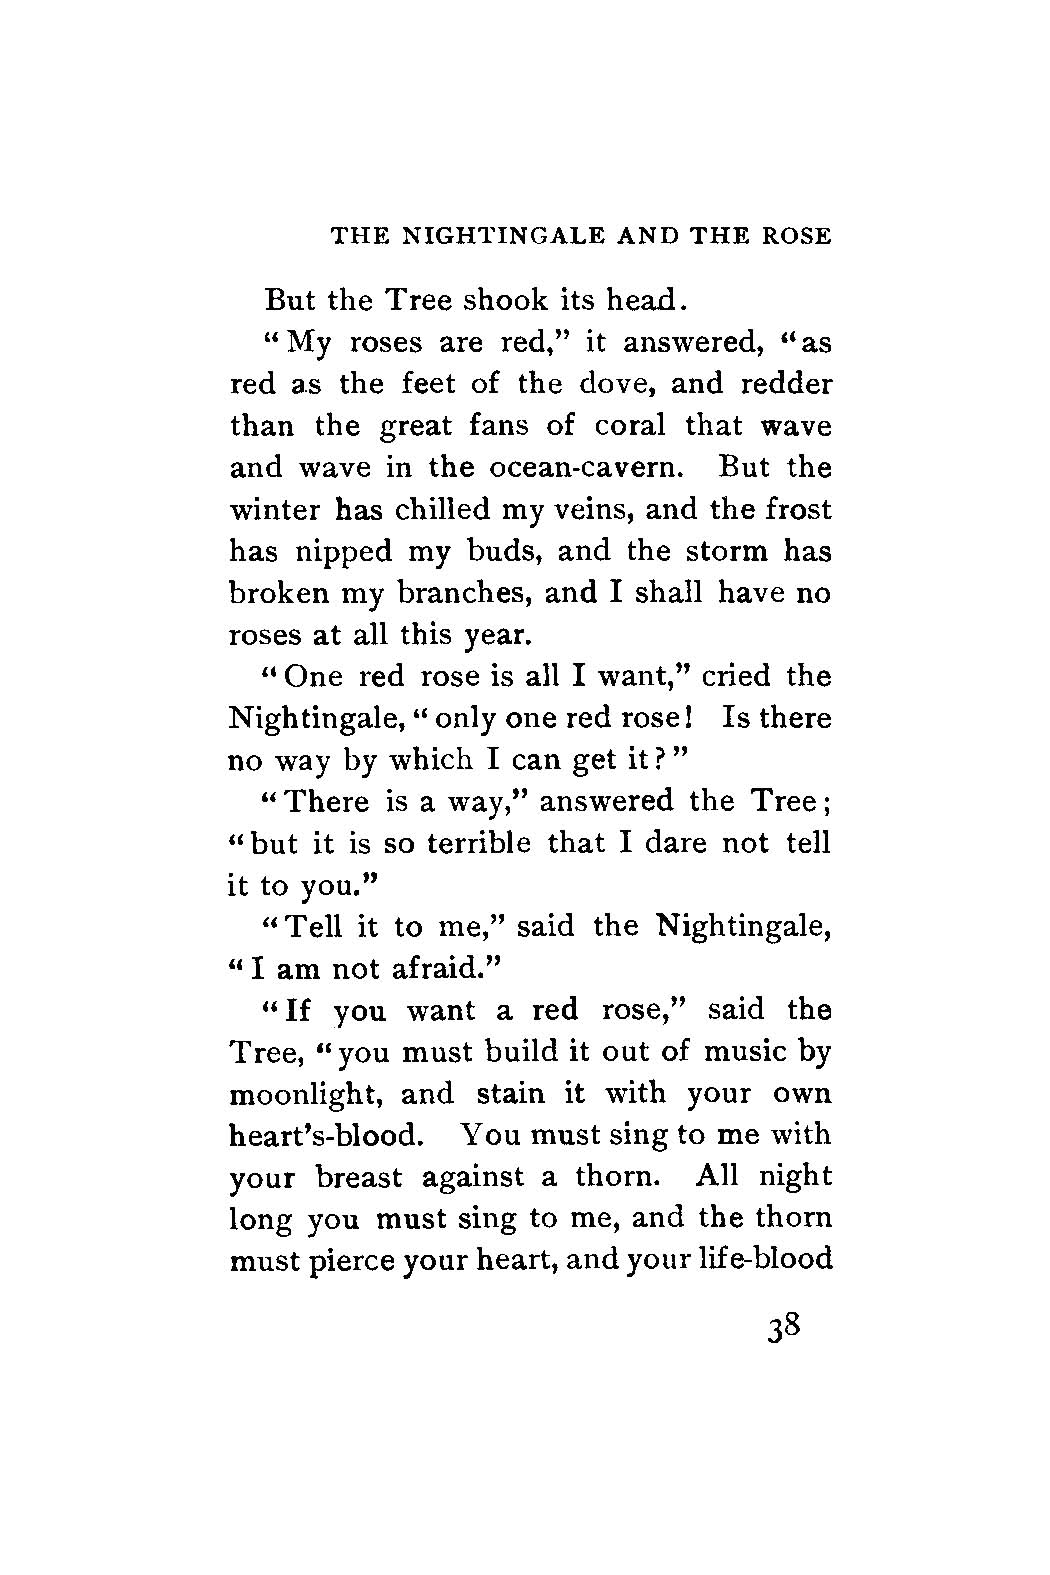 THE NIGHTINGALE AND THE ROSE
But the Tree shook its head.
“My roses are red,” it answered, “as
red as the feet of the dove, and redder
than the great fans of coral that wave
and wave in the ocean-cavern. But the
winter has chilled my veins, and the frost
has nipped my buds, and the storm has
broken my branches, and I shall have no
roses at all this year.
“One red rose is all I want,” cried the
Nightingale, “only one red rose! Is there
no way by which I can get it?”
“There is a way,” answered the Tree;
“but it is so terrible that I dare not tell
it to you.”
“Tell it to me,” said the Nightingale,
“I am not afraid.”
“If you want a red rose,” said the
Tree, “you must build it out of music by
moonlight, and stain it with your own
heart’s-blood. You must sing to me with
your breast against a thorn. All night
long you must sing to me, and the thorn
must pierce your heart, and your life-blood
38